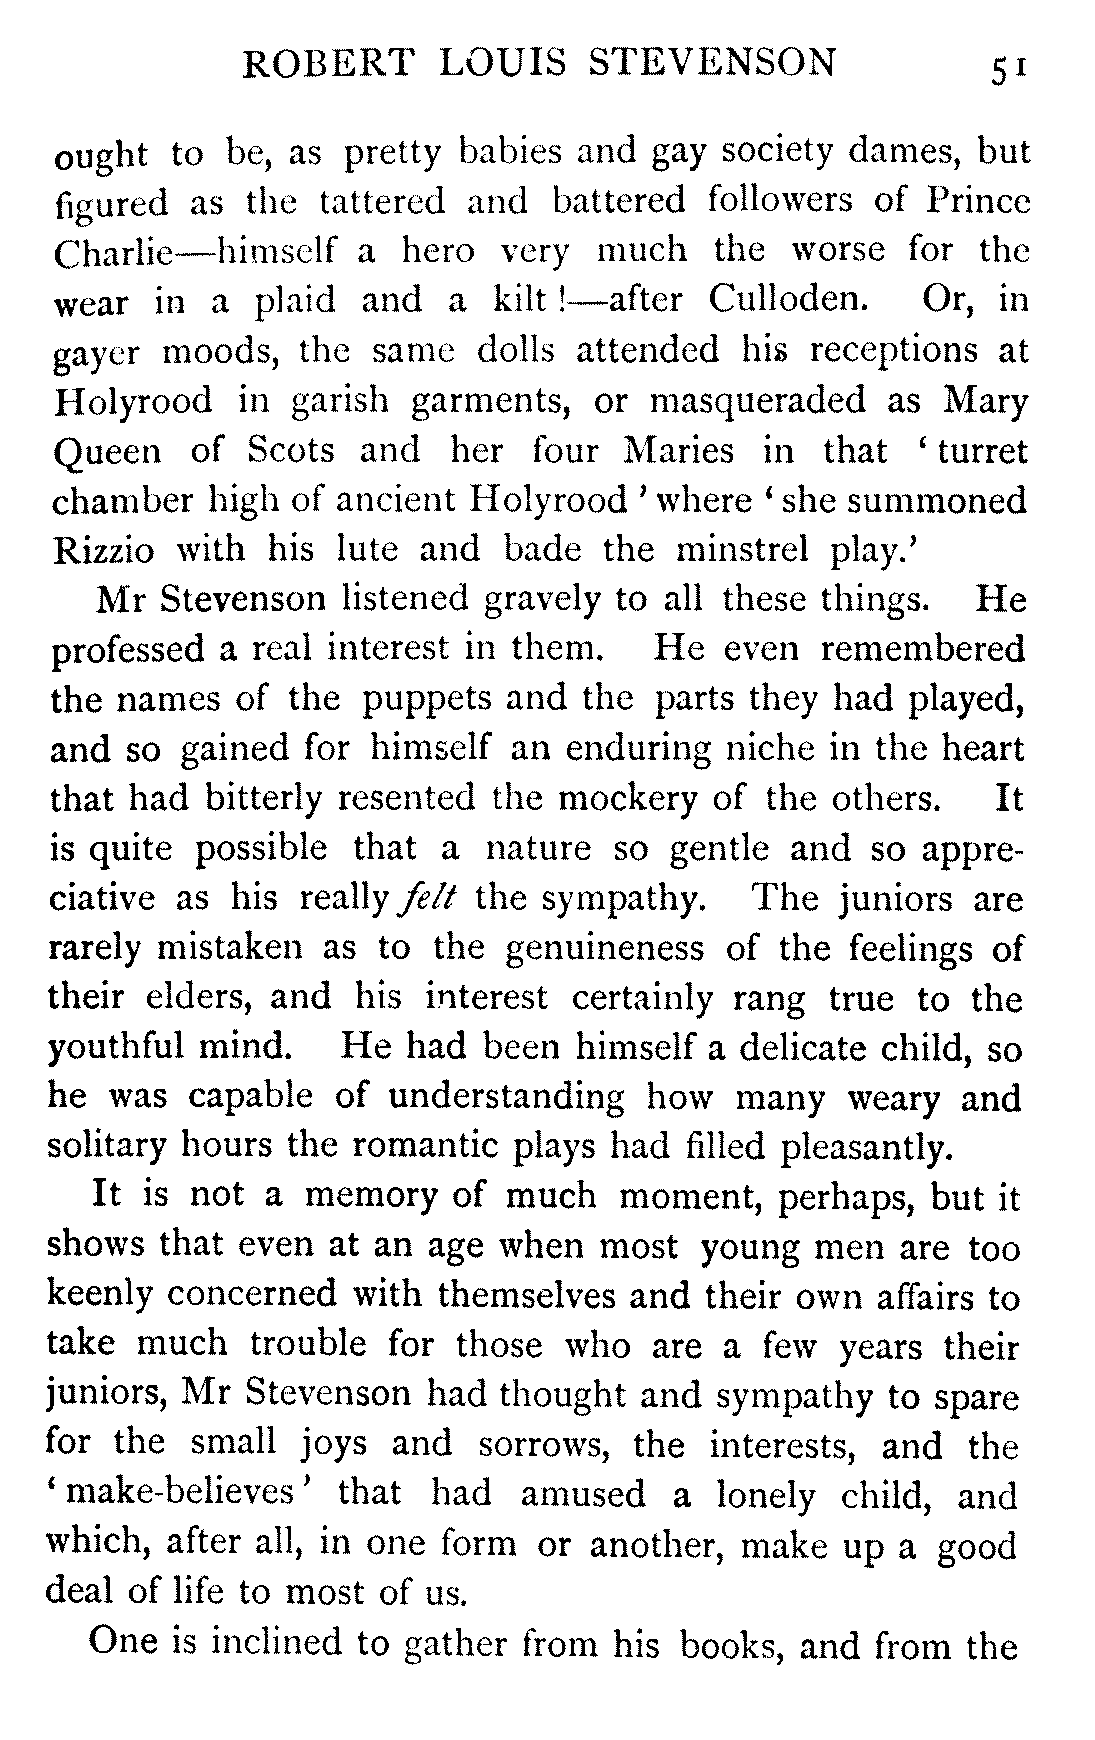 ROBERT LOUIS STEVENSON 51
ought to be, as pretty babies and gay society dames, but
figured as the tattered and battered followers of Prince
Charlie—himself a hero very much the worse for the
wear in a plaid and a kilt!—after Culloden. Or, in
gayer moods, the same dolls attended his receptions at
Holyrood in garish garments, or masqueraded as Mary
Queen of Scots and her four Maries in that ‘turret
chamber high of ancient Holyrood’ where ‘she summoned
Rizzio with his lute and bade the minstrel play.’
Mr Stevenson listened gravely to all these things. He
professed a real interest in them. He even remembered
the names of the puppets and the parts they had played,
and so gained for himself an enduring niche in the heart
that had bitterly resented the mockery of the others. It
is quite possible that a nature so gentle and so appre-
ciative as his really felt the sympathy. The juniors are
rarely mistaken as to the genuineness of the feelings of
their elders, and his interest certainly rang true to the
youthful mind. He had been himself a delicate child, so
he was capable of understanding how many weary and
solitary hours the romantic plays had filled pleasantly.
It is not a memory of much moment, perhaps, but it
shows that even at an age when most young men are too
keenly concerned with themselves and their own affairs to
take much trouble for those who are a few years their
juniors, Mr Stevenson had thought and sympathy to spare
for the small joys and sorrows, the interests, and the
‘make-believes’ that had amused a lonely child, and
which, after all, in one form or another, make up a good
deal of life to most of us.
One is inclined to gather from his books, and from the